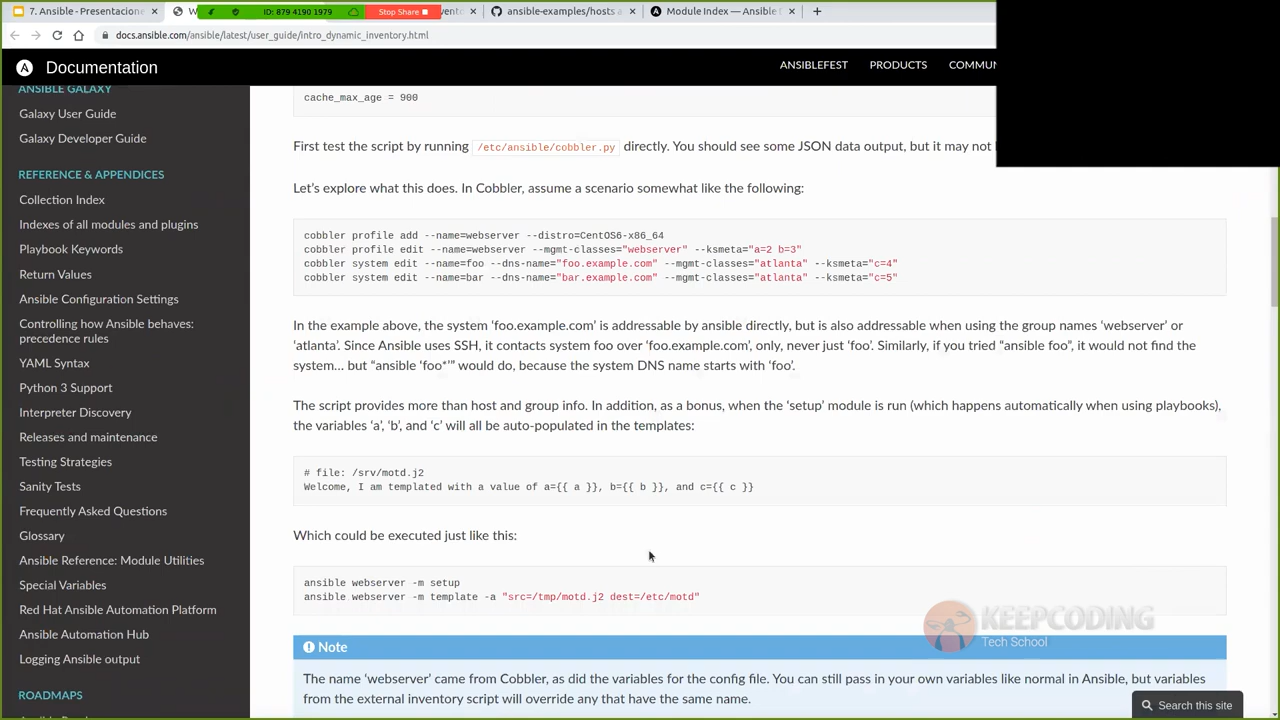 7. Ansible - Presentacione
W
ID: 879 4190 1979
Stop Share
ansible-examples/hosts a
Module Index — Ansible
docs.ansible.com/ansible/latest/user_guide/intro_dynamic_inventory.html
Documentation
ANSIBLEFEST
PRODUCTS
COMMUN
ANSIBLE GALAXY
Galaxy User Guide
Galaxy Developer Guide
REFERENCE & APPENDICES
Collection Index
Indexes of all modules and plugins
Playbook Keywords
Return Values
Ansible Configuration Settings
Controlling how Ansible behaves:
precedence rules
YAML Syntax
Python 3 Support
Interpreter Discovery
Releases and maintenance
Testing Strategies
Sanity Tests
Frequently Asked Questions
Glossary
Ansible Reference: Module Utilities
Special Variables
Red Hat Ansible Automation Platform
Ansible Automation Hub
Logging Ansible output
ROADMAPS
cache_max_age = 900
First test the script by running /etc/ansible/cobbler.py directly. You should see some JSON data output, but it may not
Let’s explore what this does. In Cobbler, assume a scenario somewhat like the following:
cobbler profile add --name=webserver --distro=CentOS6-x86_64
cobbler profile edit --name=webserver --mgmt-classes="webserver" --ksmeta="a=2 b=3"
cobbler system edit --name=foo --dns-name="foo.example.com" --mgmt-classes="atlanta" --ksmeta="c=4"
cobbler system edit --name=bar --dns-name="bar.example.com" --mgmt-classes="atlanta" --ksmeta="c=5"
In the example above, the system ‘foo.example.com’ is addressable by ansible directly, but is also addressable when using the group names ‘webserver’ or
‘atlanta’. Since Ansible uses SSH, it contacts system foo over ‘foo.example.com’, only, never just ‘foo’. Similarly, if you tried “ansible foo”, it would not find the
system… but “ansible ‘foo*’” would do, because the system DNS name starts with ‘foo’.
The script provides more than host and group info. In addition, as a bonus, when the ‘setup’ module is run (which happens automatically when using playbooks),
the variables ‘a’, ‘b’, and ‘c’ will all be auto-populated in the templates:
# file: /srv/motd.j2
Welcome, I am templated with a value of a={{ a }}, b={{ b }}, and c={{ c }}
Which could be executed just like this:
ansible webserver -m setup
ansible webserver -m template -a "src=/tmp/motd.j2 dest=/etc/motd"
KEEPCODING
Tech School
Note
The name ‘webserver’ came from Cobbler, as did the variables for the config file. You can still pass in your own variables like normal in Ansible, but variables
from the external inventory script will override any that have the same name.
Search this site